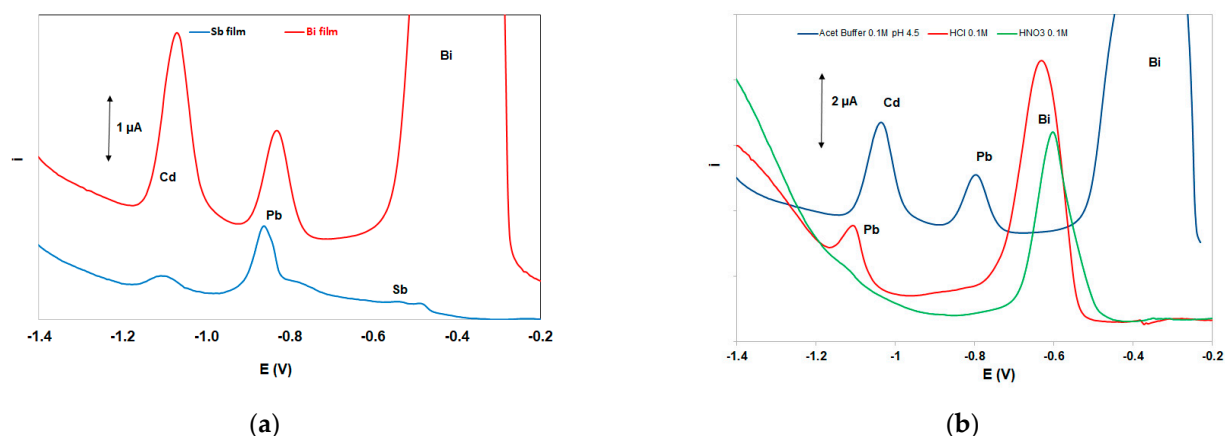 Sb film Bi film
Bi
1 µA
Cd
Pb
Sb
i
-1.4 -1.2 -1.0 -0.8 -0.6 -0.4 -0.2
E (V)
(a)
Acet Buffer 0.1M pH 4.5 HCl 0.1M HNO3 0.1M
Bi
2 µA
Cd
Bi
Pb
Pb
i
-1.4 -1.2 -1 -0.8 -0.6 -0.4 -0.2
E (V)
(b)